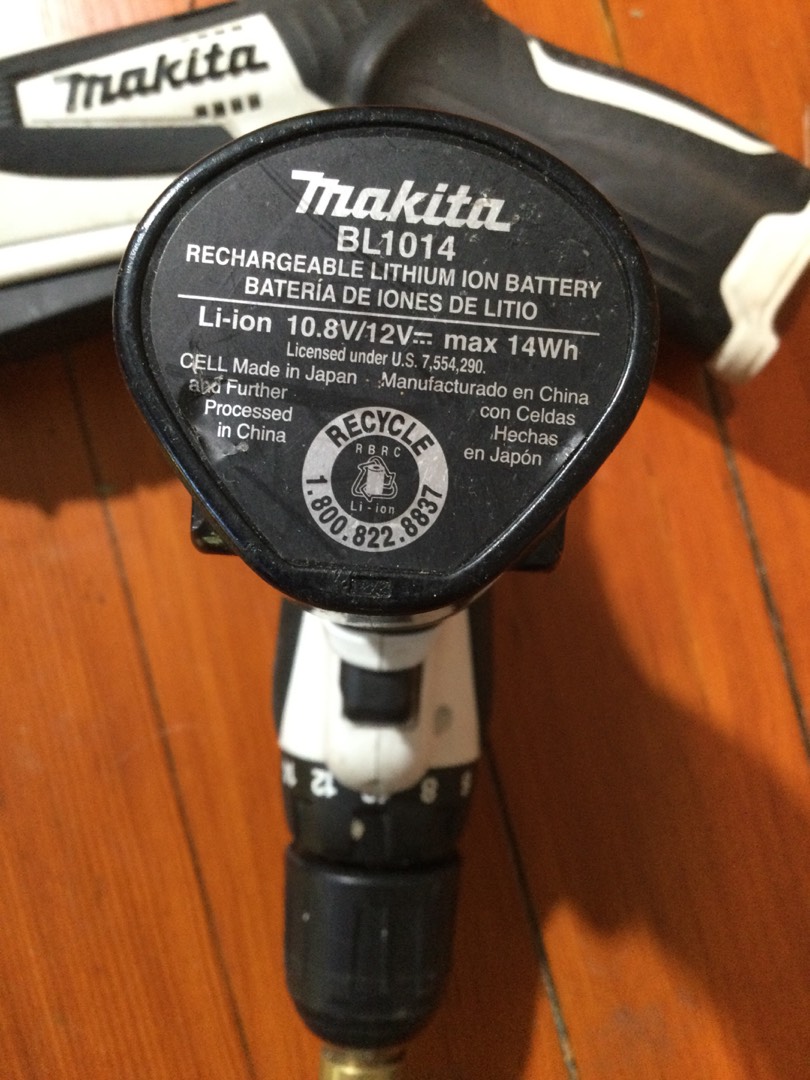 makita
makita
BL1014
RECHARGEABLE LITHIUM ION BATTERY
BATERÍA DE IONES DE LITIO
Li-ion 10.8V/12V⎓ max 14Wh
Licensed under U.S. 7,554,290.
CELL Made in Japan
and Further
Processed
in China
Manufacturado en China
con Celdas
Hechas
en Japón
RECYCLE
RBRC
Li-ion
1.800.822.8837
12
8